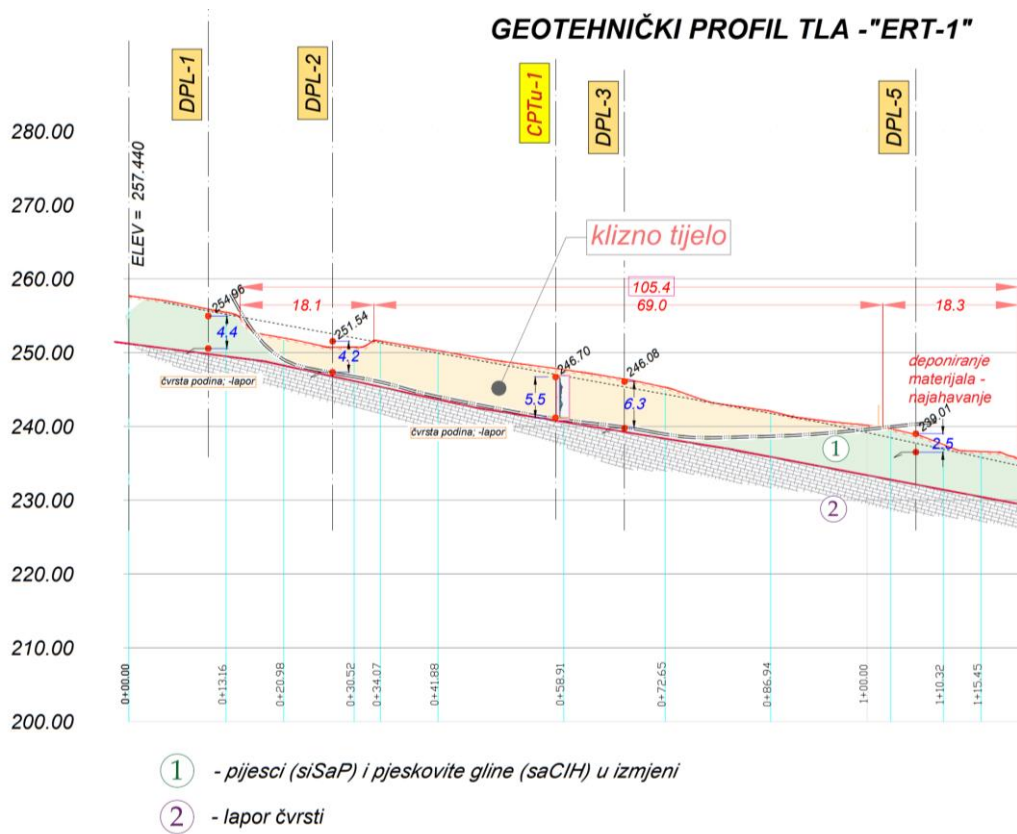 GEOTEHNIČKI PROFIL TLA -"ERT-1"
DPL-1
DPL-2
CPTu-1
DPL-3
DPL-5
280.00
270.00
260.00
250.00
240.00
230.00
220.00
210.00
200.00
ELEV = 257.440
klizno tijelo
105.4
18.1
69.0
18.3
254.96
251.54
246.70
246.08
239.01
4.4
4.2
5.5
6.3
2.5
deponiranje
materijala -
najahavanje
čvrsta podina; -lapor
čvrsta podina; -lapor
1
2
0+00.00
0+13.16
0+20.98
0+30.52
0+34.07
0+41.88
0+58.91
0+72.65
0+86.94
1+00.00
1+10.32
1+15.45
1 - pijesci (siSaP) i pjeskovite gline (saClH) u izmjeni
2 - lapor čvrsti